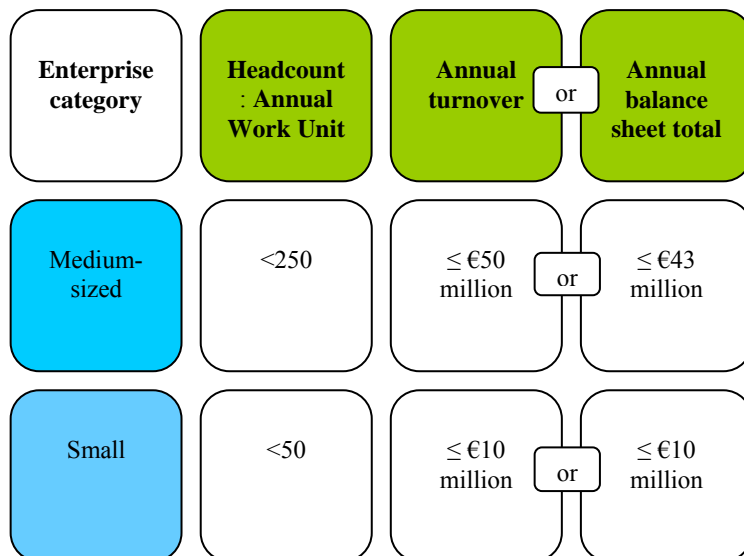 Enterprise
category
Headcount
: Annual
Work Unit
Annual
turnover
or
Annual
balance
sheet total
Medium-
sized
<250
≤ €50
million
or
≤ €43
million
Small
<50
≤ €10
million
or
≤ €10
million